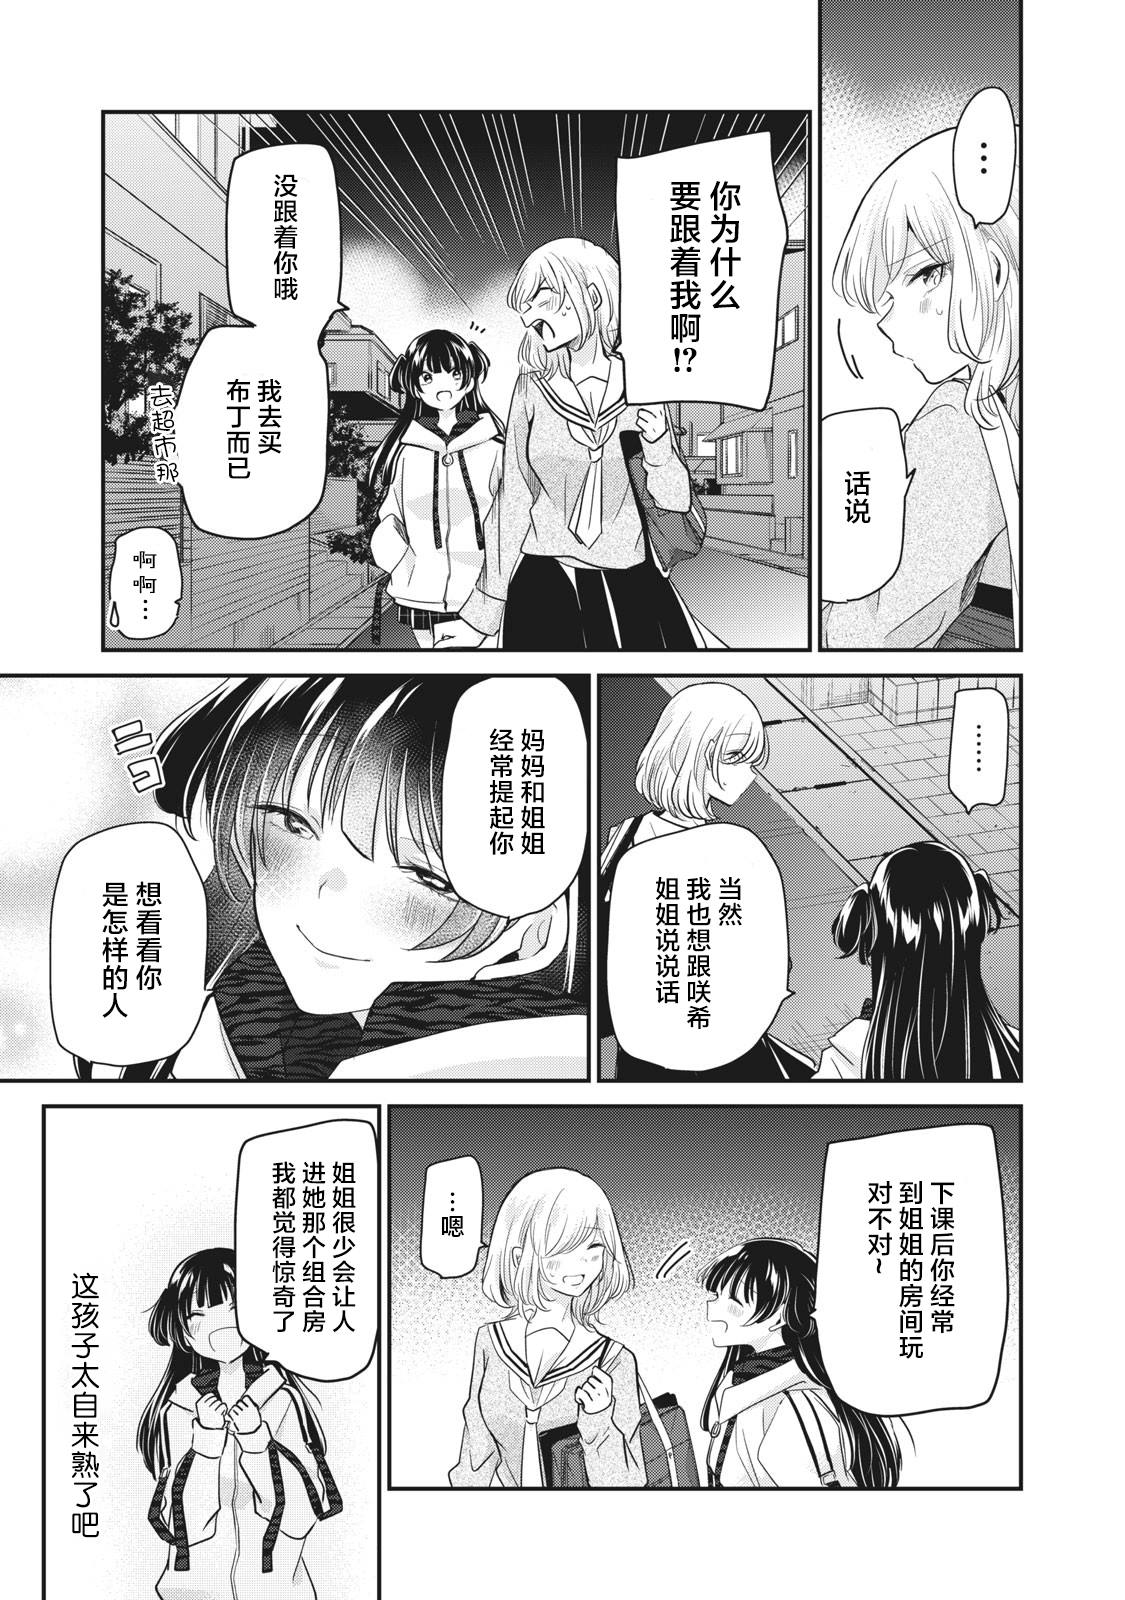 …
话说
你为什么
要跟着我啊!?
没跟着你哦
我去买
布丁而已
去超市那
啊
啊…
……
当然
我也想跟咲希
姐姐说说话
妈妈和姐姐
经常提起你
想看看你
是怎样的人
ニコ
下课后你经常
到姐姐的房间玩
对不对~
…嗯
姐姐很少会让人
进她那个组合房
我都觉得惊奇了
这孩子太自来熟了吧